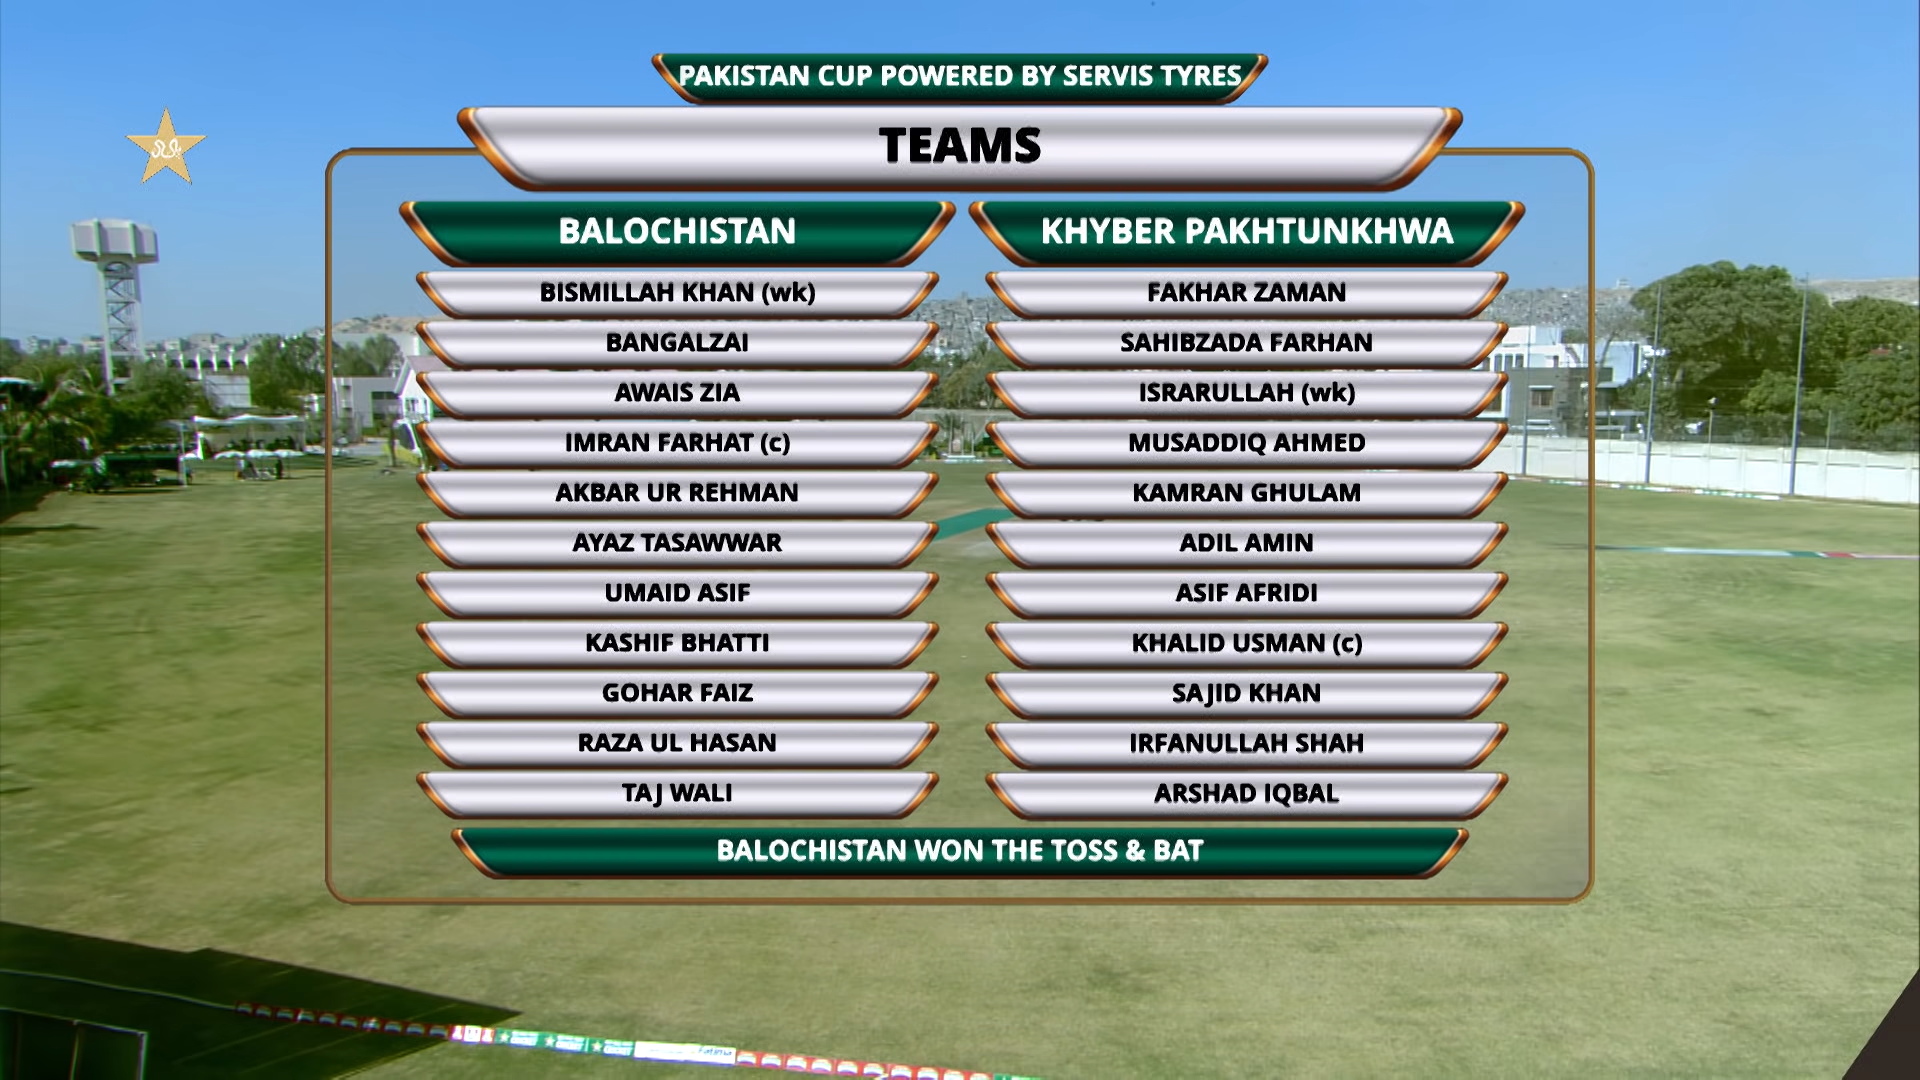 PAKISTAN CUP POWERED BY SERVIS TYRES
TEAMS
BALOCHISTAN
BISMILLAH KHAN (wk)
BANGALZAI
AWAIS ZIA
IMRAN FARHAT (c)
AKBAR UR REHMAN
AYAZ TASAWWAR
UMAID ASIF
KASHIF BHATTI
GOHAR FAIZ
RAZA UL HASAN
TAJ WALI
KHYBER PAKHTUNKHWA
FAKHAR ZAMAN
SAHIBZADA FARHAN
ISRARULLAH (wk)
MUSADDIQ AHMED
KAMRAN GHULAM
ADIL AMIN
ASIF AFRIDI
KHALID USMAN (c)
SAJID KHAN
IRFANULLAH SHAH
ARSHAD IQBAL
BALOCHISTAN WON THE TOSS & BAT